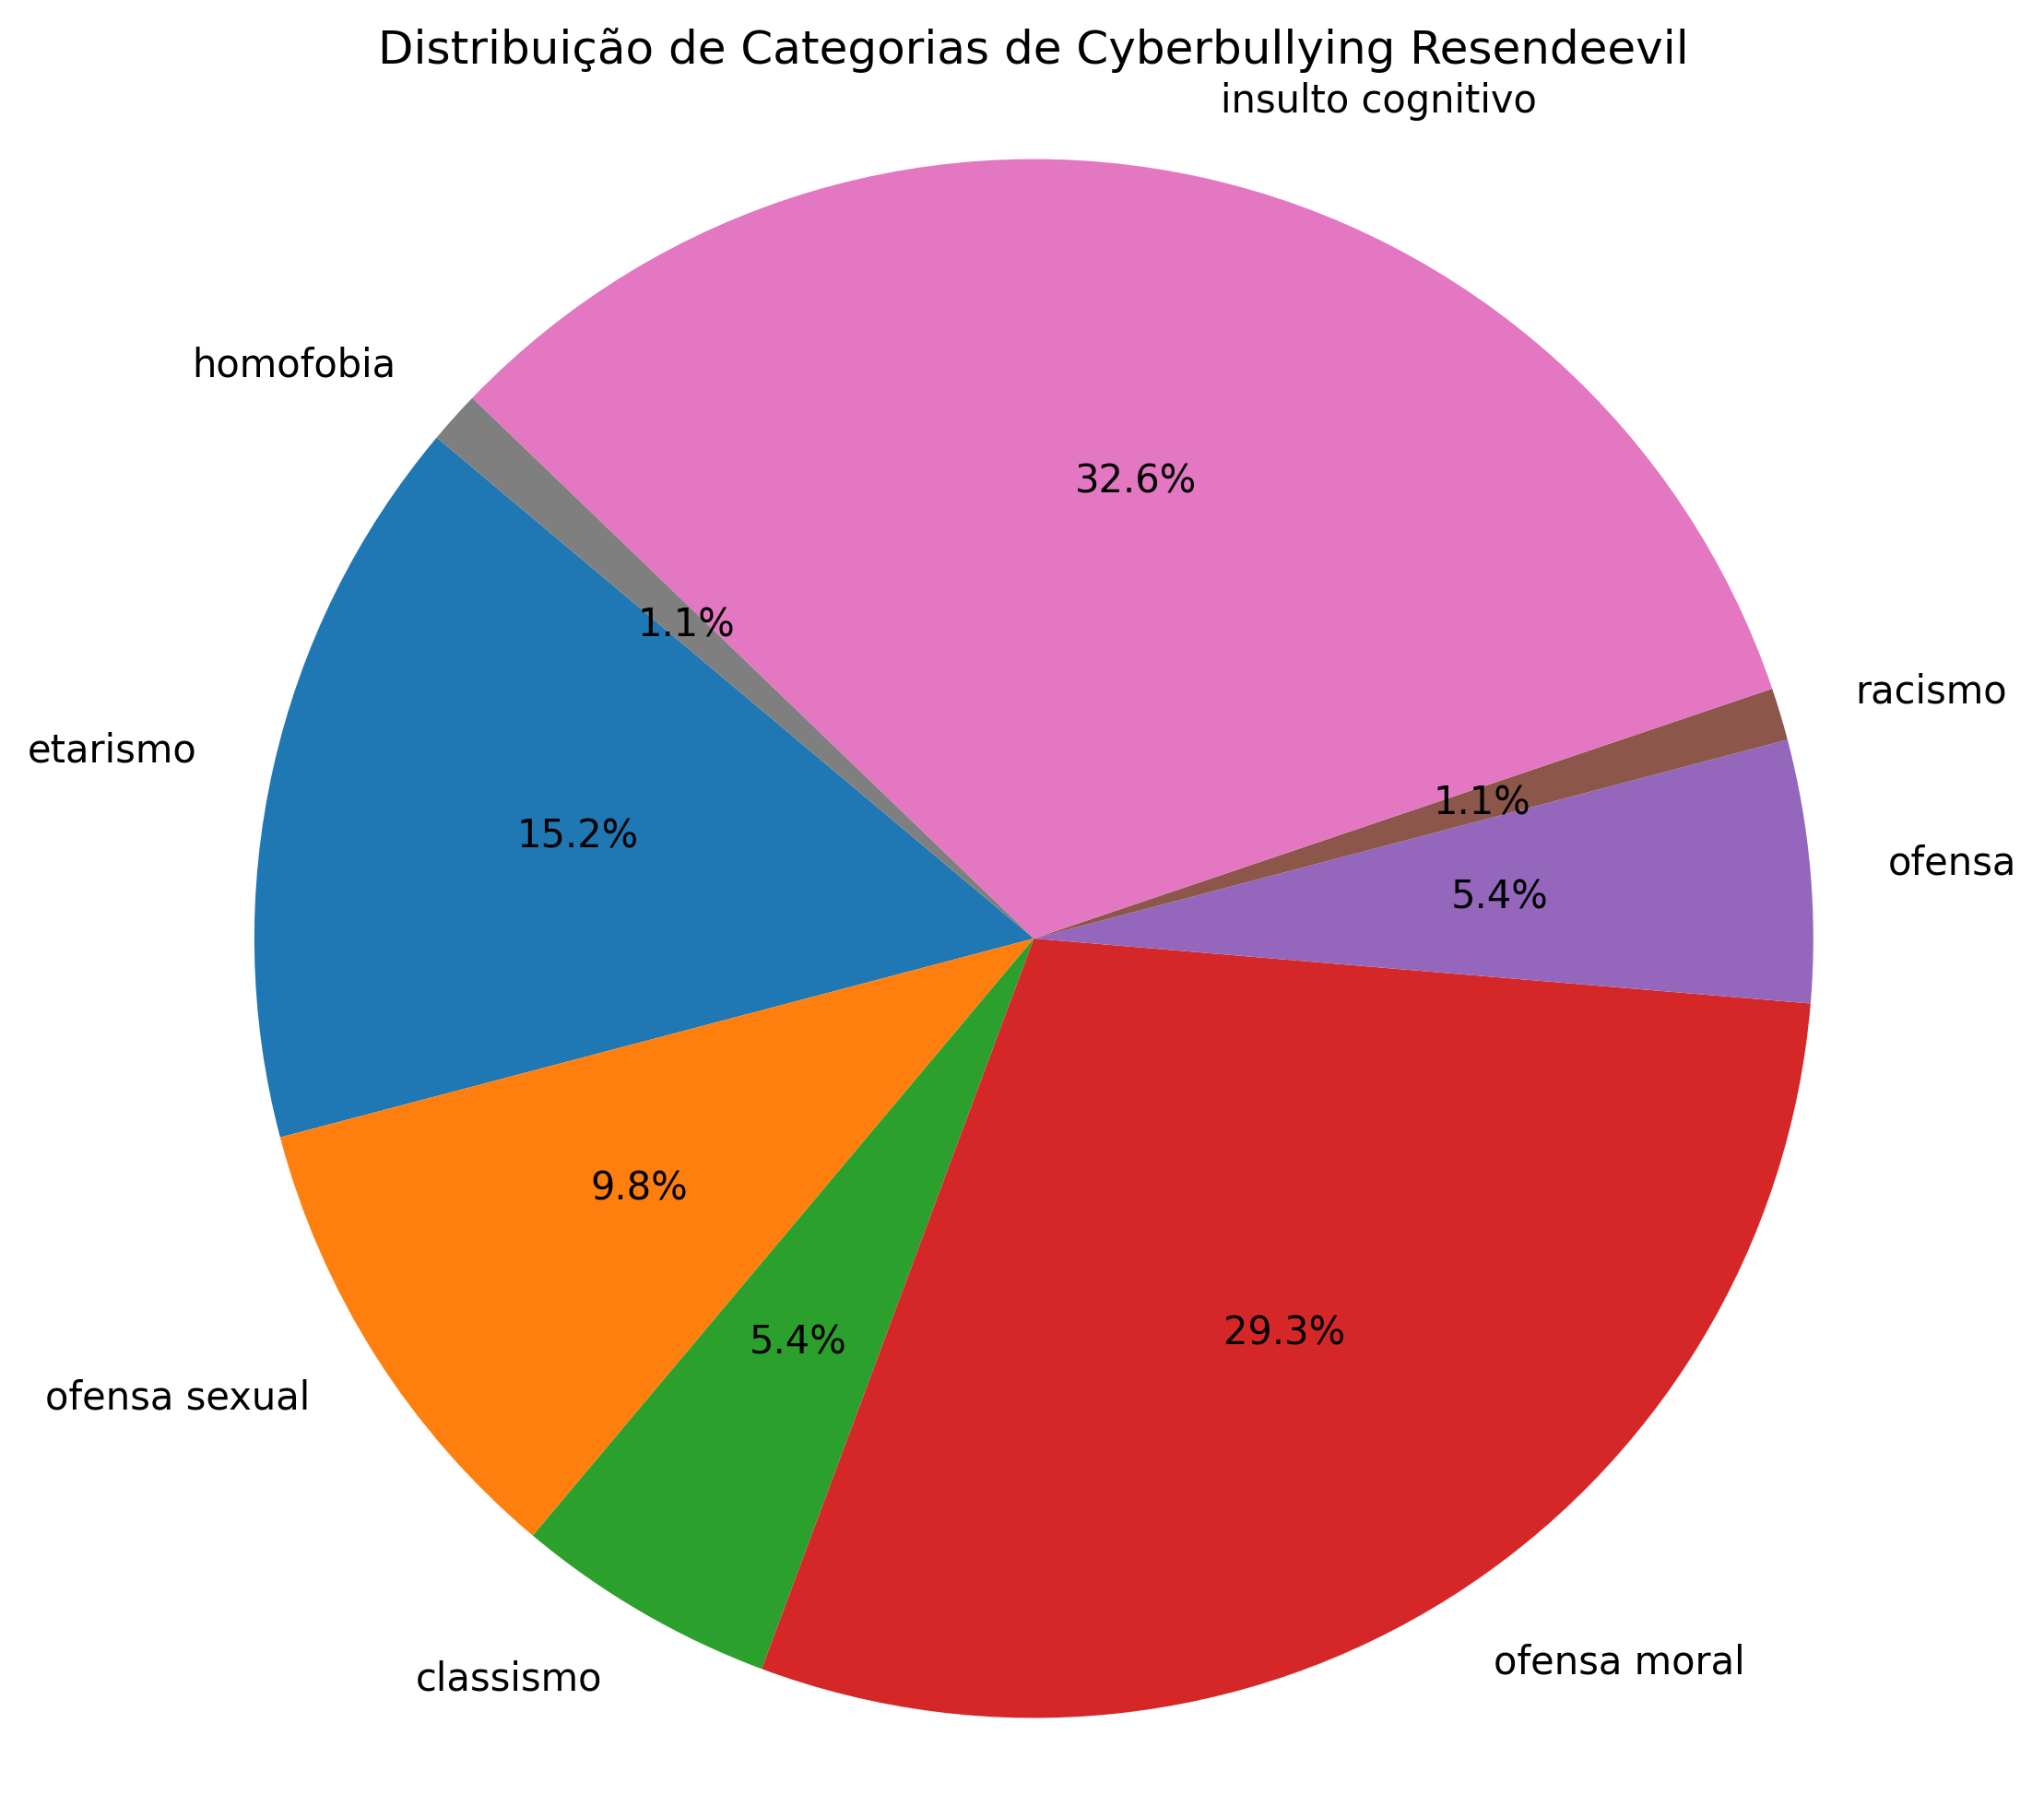 Distribuição de Categorias de Cyberbullying Resendeevil
insulto cognitivo
homofobia
32.6%
1.1%
racismo
etarismo
1.1%
15.2%
ofensa
5.4%
9.8%
29.3%
5.4%
ofensa sexual
ofensa moral
classismo